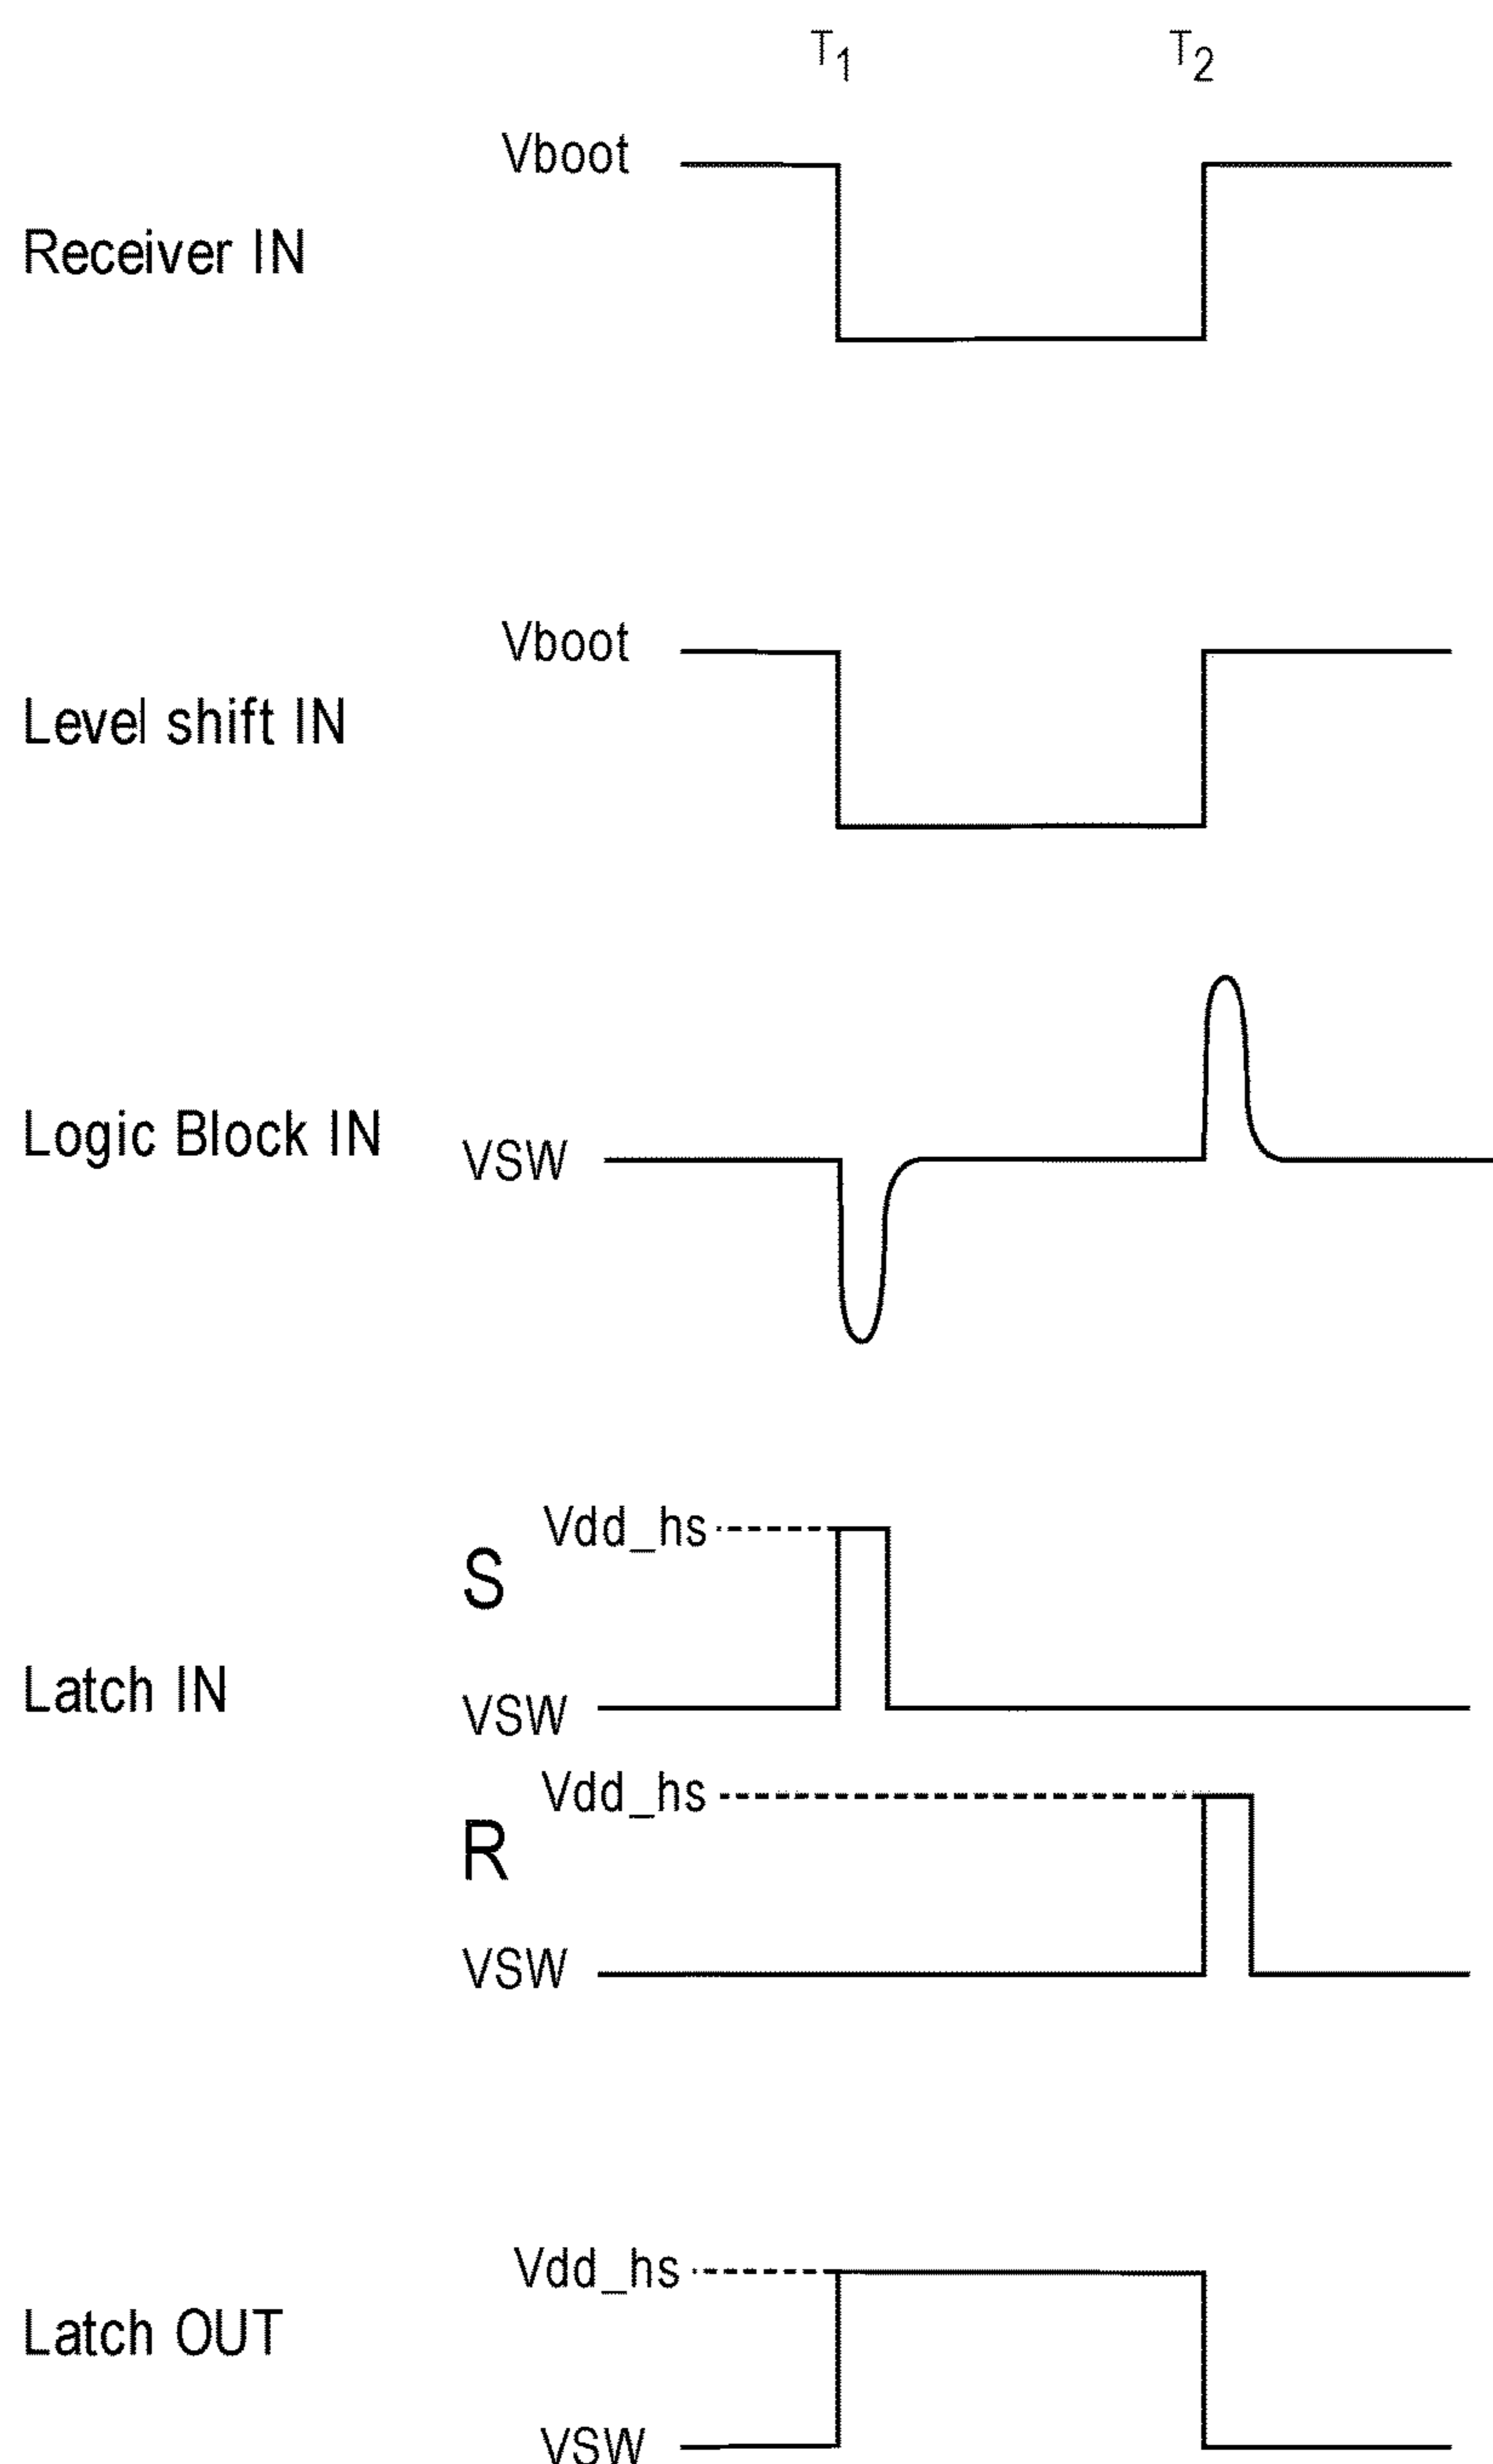 T1 T2
Vboot
Receiver IN
Vboot
Level shift IN
Logic Block IN
VSW
Vdd_hs
S
Latch IN
VSW
Vdd_hs
R
VSW
Vdd_hs
Latch OUT
VSW